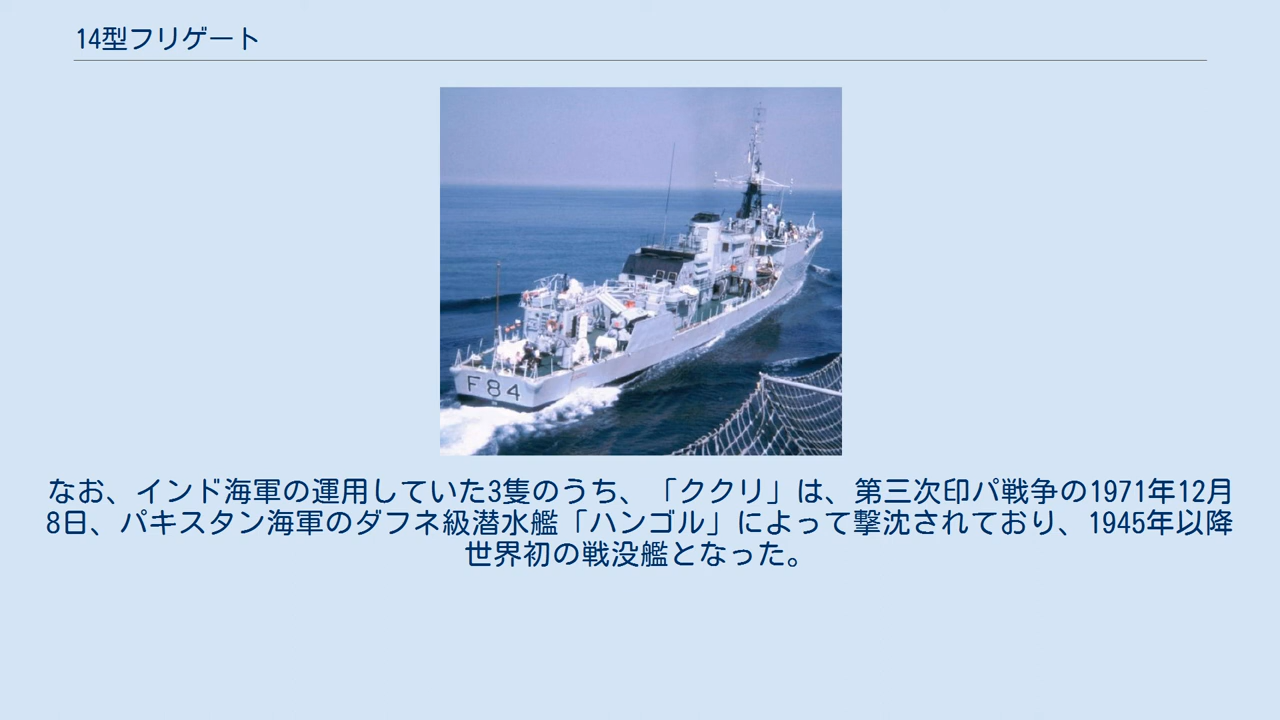 14型フリゲート
F84
なお、インド海軍の運用していた3隻のうち、「ククリ」は、第三次印パ戦争の1971年12月
8日、パキスタン海軍のダフネ級潜水艦「ハンゴル」によって撃沈されており、1945年以降
世界初の戦没艦となった。